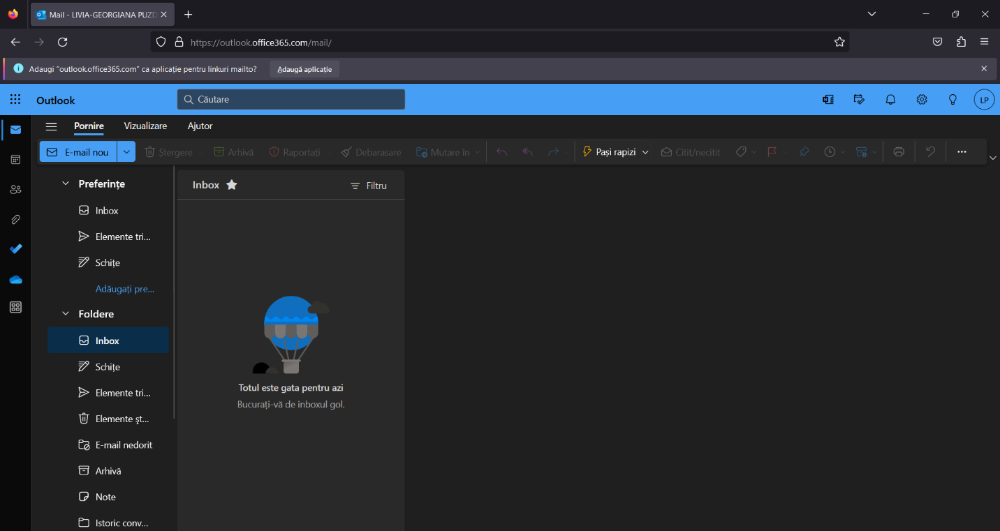 Mail - LIVIA-GEORGIANA PUZD
https://outlook.office365.com/mail/
Adaugi “outlook.office365.com” ca aplicație pentru linkuri mailto?
Adaugă aplicație
Outlook
Căutare
LP
Pornire Vizualizare Ajutor
E-mail nou Ștergere Arhivă Raportați Debarasare Mutare în Pași rapizi Citit/necitit
Preferințe
Inbox
Elemente tri...
Schițe
Adăugați pre...
Foldere
Inbox
Schițe
Elemente tri...
Elemente șt...
E-mail nedorit
Arhivă
Note
Istoric conv...
Inbox
Filtru
Totul este gata pentru azi
Bucurați-vă de inboxul gol.